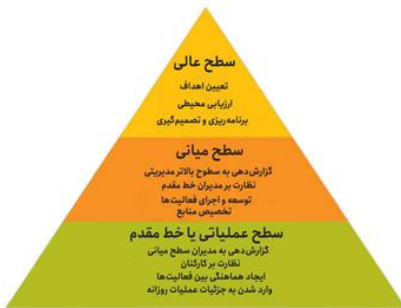 سطح عالی
تعیین اهداف
ارزیابی محیطی
برنامه‌ریزی و تصمیم‌گیری
سطح میانی
گزارش‌دهی به سطوح بالاتر مدیریتی
نظارت بر مدیران خط مقدم
توسعه و اجرای فعالیت‌ها
تخصیص منابع
سطح عملیاتی یا خط مقدم
گزارش‌دهی به مدیران سطح میانی
نظارت بر کارکنان
ایجاد هماهنگی بین فعالیت‌ها
وارد شدن به جزئیات عملیات روزانه